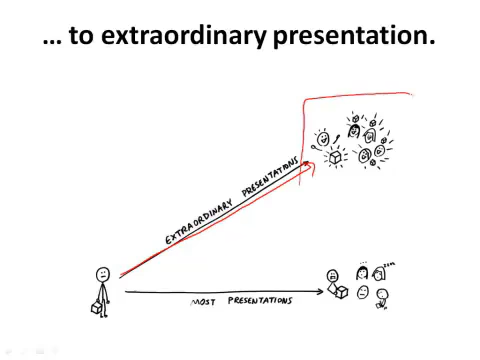 … to extraordinary presentation.
EXTRAORDINARY PRESENTATIONS
MOST PRESENTATIONS